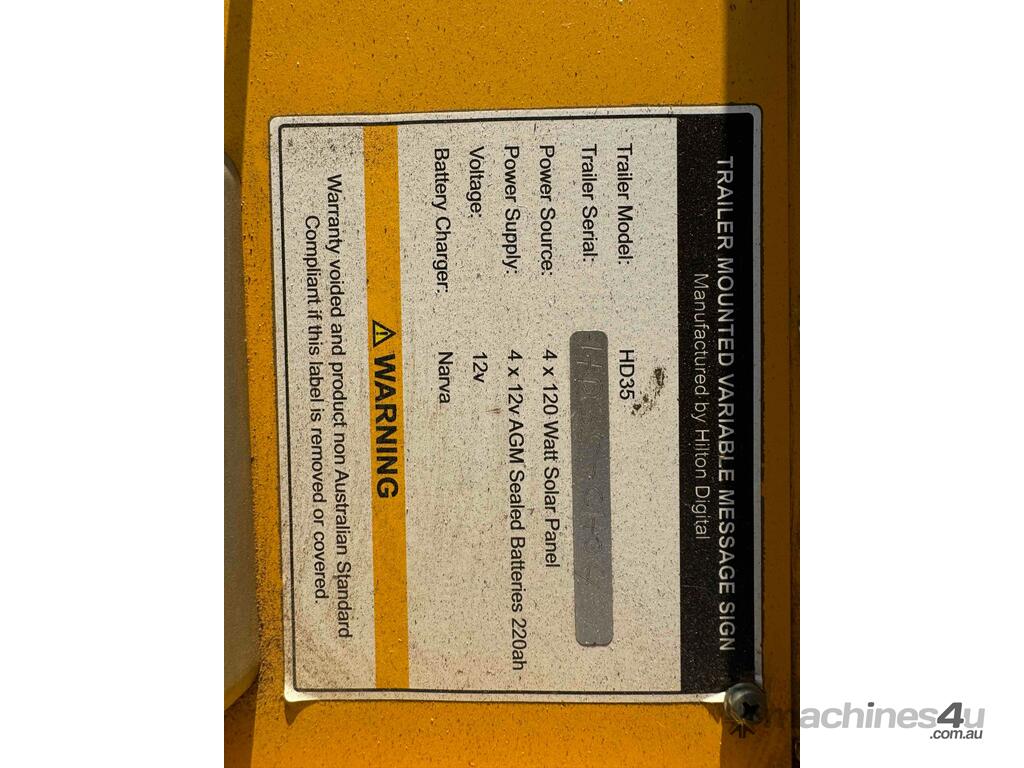 TRAILER MOUNTED VARIABLE MESSAGE SIGN
Manufactured by Hilton Digital
Trailer Model: HD35
Trailer Serial:
Power Source: 4 x 120 Watt Solar Panel
Power Supply: 4 x 12v AGM Sealed Batteries 220ah
Voltage: 12v
Battery Charger: Narva
WARNING
Warranty voided and product non Australian Standard
Compliant if this label is removed or covered.
machines4u
.com.au